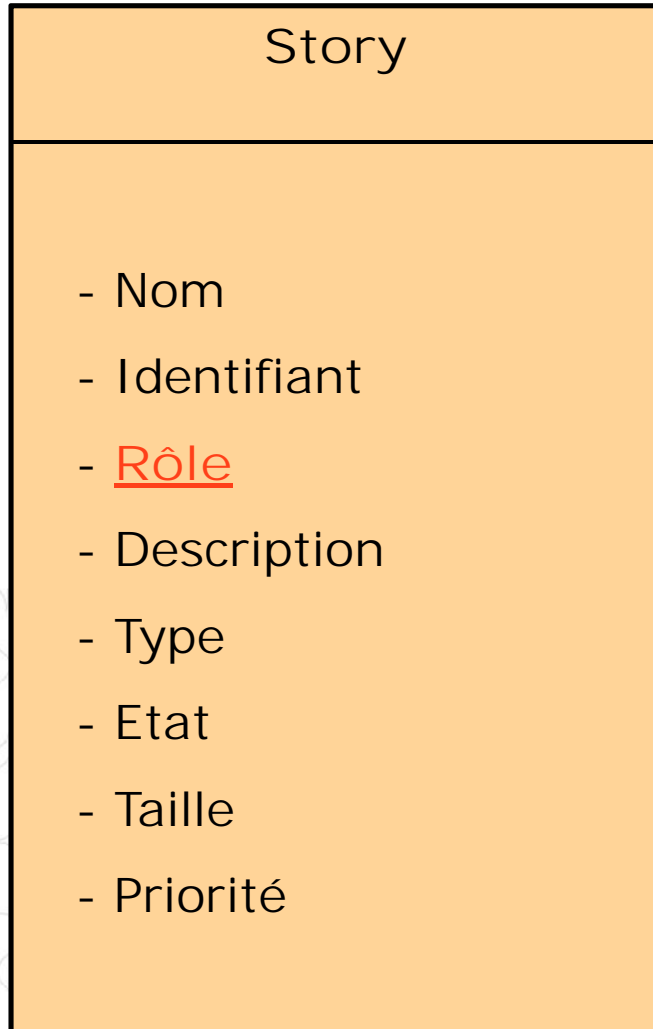 Story
- Nom
- Identifiant
- Rôle
- Description
- Type
- Etat
- Taille
- Priorité